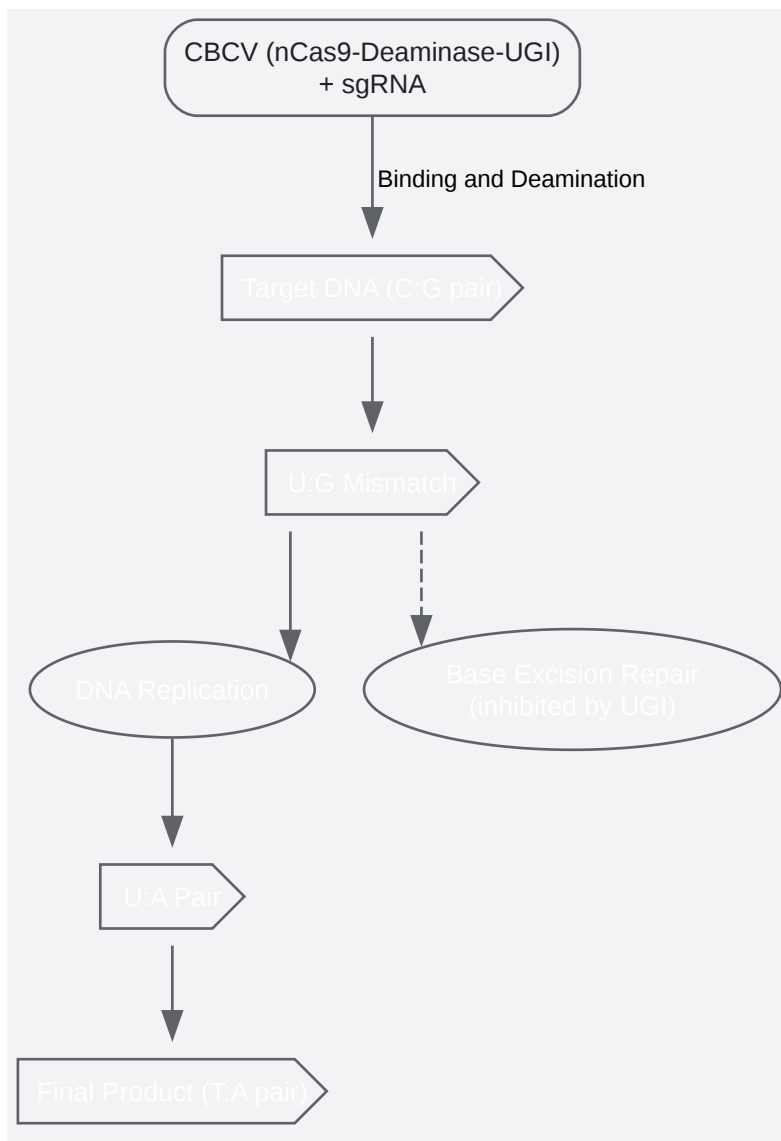 CBCV (nCas9-Deaminase-UGI)
+ sgRNA
Binding and Deamination
Target DNA (C:G pair)
U:G Mismatch
DNA Replication
Base Excision Repair
(inhibited by UGI)
U:A Pair
Final Product (T:A pair)